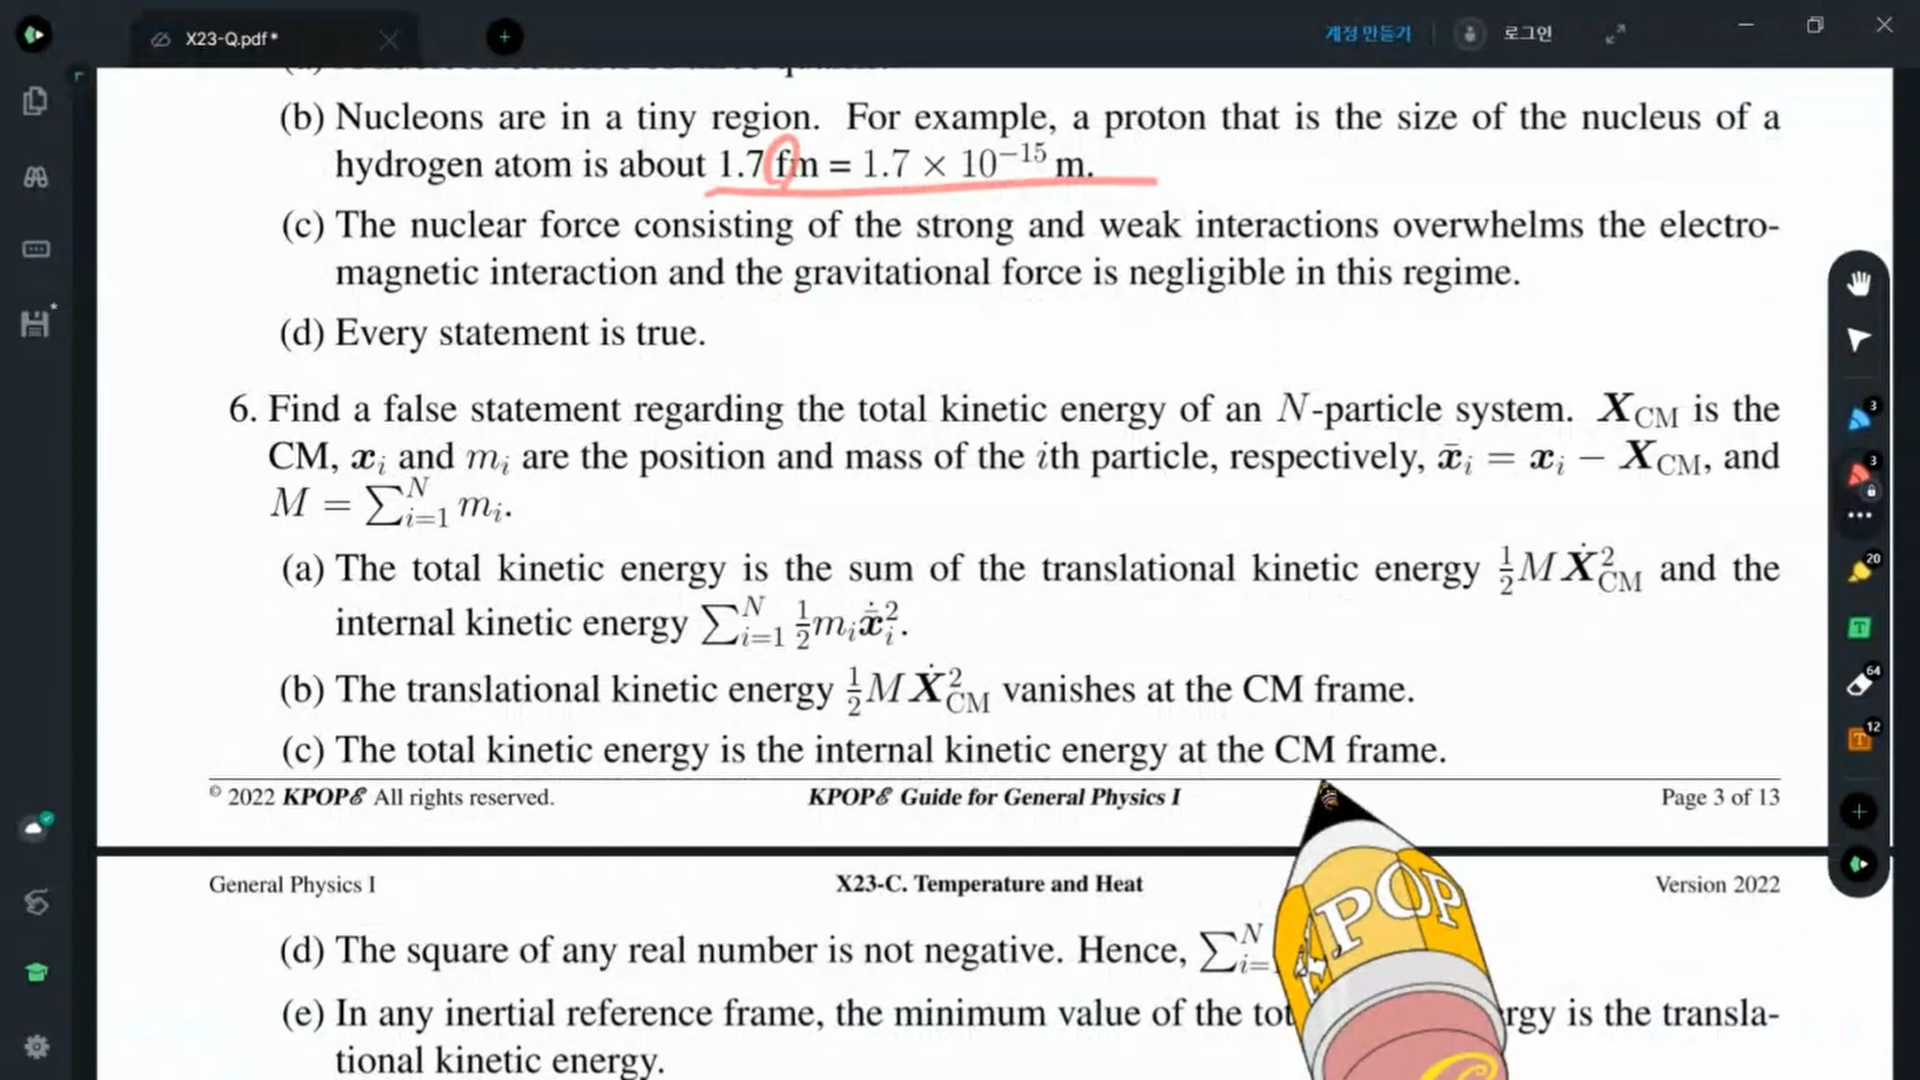 X23-Q.pdf*
계정 만들기
로그인
(b) Nucleons are in a tiny region. For example, a proton that is the size of the nucleus of a
hydrogen atom is about 1.7 fm = 1.7 × 10⁻¹⁵ m.
(c) The nuclear force consisting of the strong and weak interactions overwhelms the electro-
magnetic interaction and the gravitational force is negligible in this regime.
(d) Every statement is true.
6. Find a false statement regarding the total kinetic energy of an N-particle system. X_CM is the
CM, x_i and m_i are the position and mass of the ith particle, respectively, x̄_i = x_i − X_CM, and
M = ∑_{i=1}^N m_i.
(a) The total kinetic energy is the sum of the translational kinetic energy ½MẊ²_CM and the
internal kinetic energy ∑_{i=1}^N ½m_i x̄̇_i².
(b) The translational kinetic energy ½MẊ²_CM vanishes at the CM frame.
(c) The total kinetic energy is the internal kinetic energy at the CM frame.
© 2022 KPOPℰ All rights reserved. KPOPℰ Guide for General Physics I Page 3 of 13
General Physics I X23-C. Temperature and Heat Version 2022
(d) The square of any real number is not negative. Hence, ∑
(e) In any inertial reference frame, the minimum value of the is the transla-
tional kinetic energy.
KPOP
3
3
20
T
64
12
T